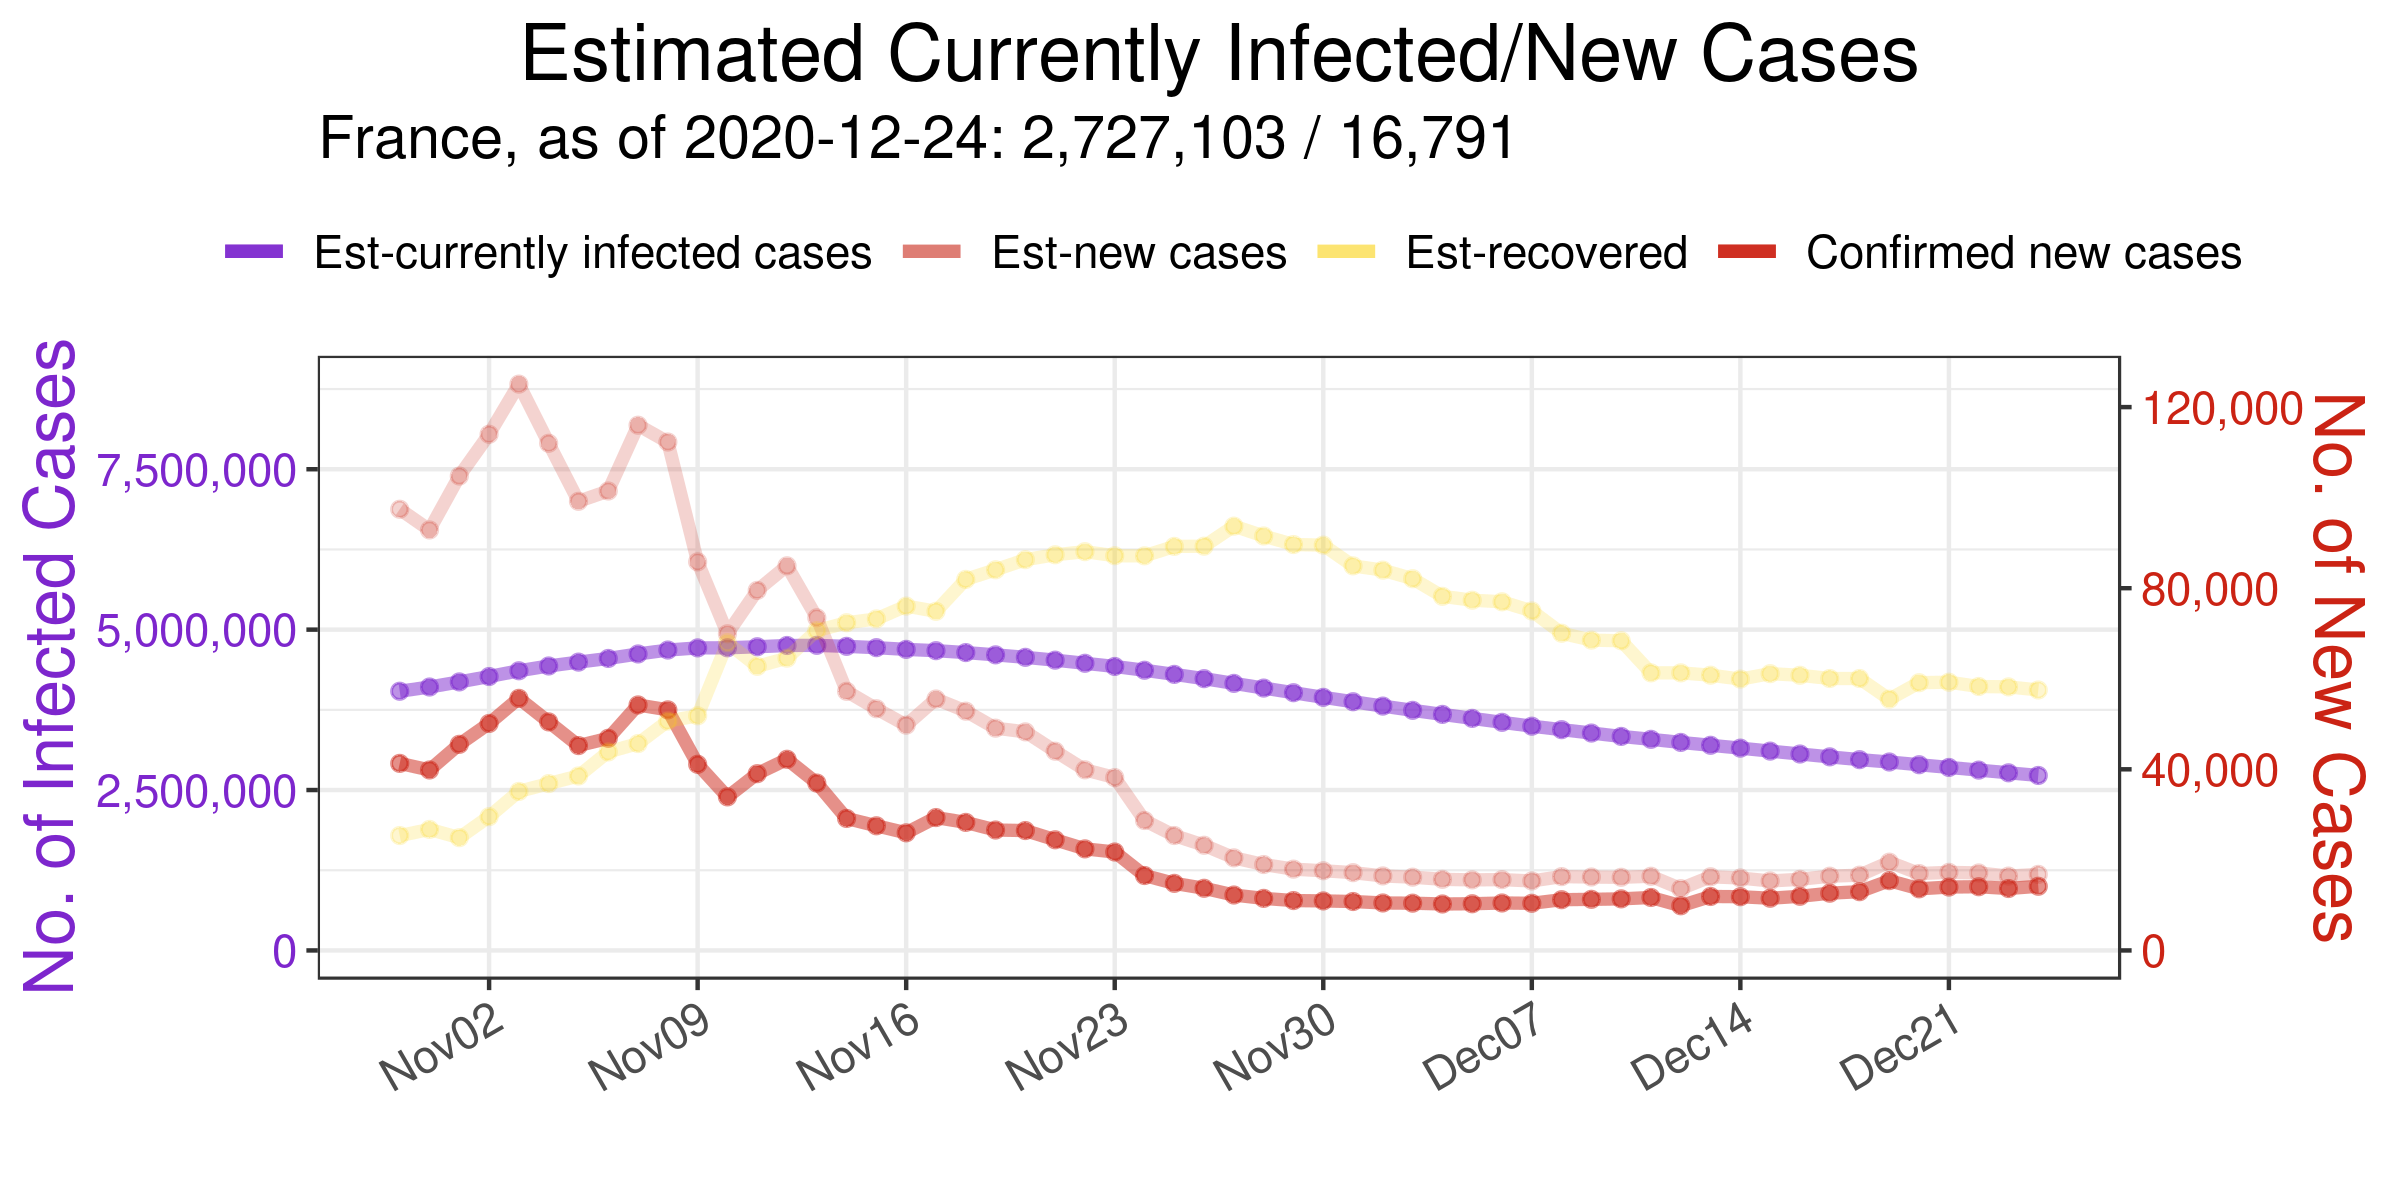 Estimated Currently Infected/New Cases
France, as of 2020-12-24: 2,727,103 / 16,791
Est-currently infected cases Est-new cases Est-recovered Confirmed new cases
No. of Infected Cases
7,500,000
5,000,000
2,500,000
0
120,000
80,000
40,000
0
No. of New Cases
Nov02 Nov09 Nov16 Nov23 Nov30 Dec07 Dec14 Dec21